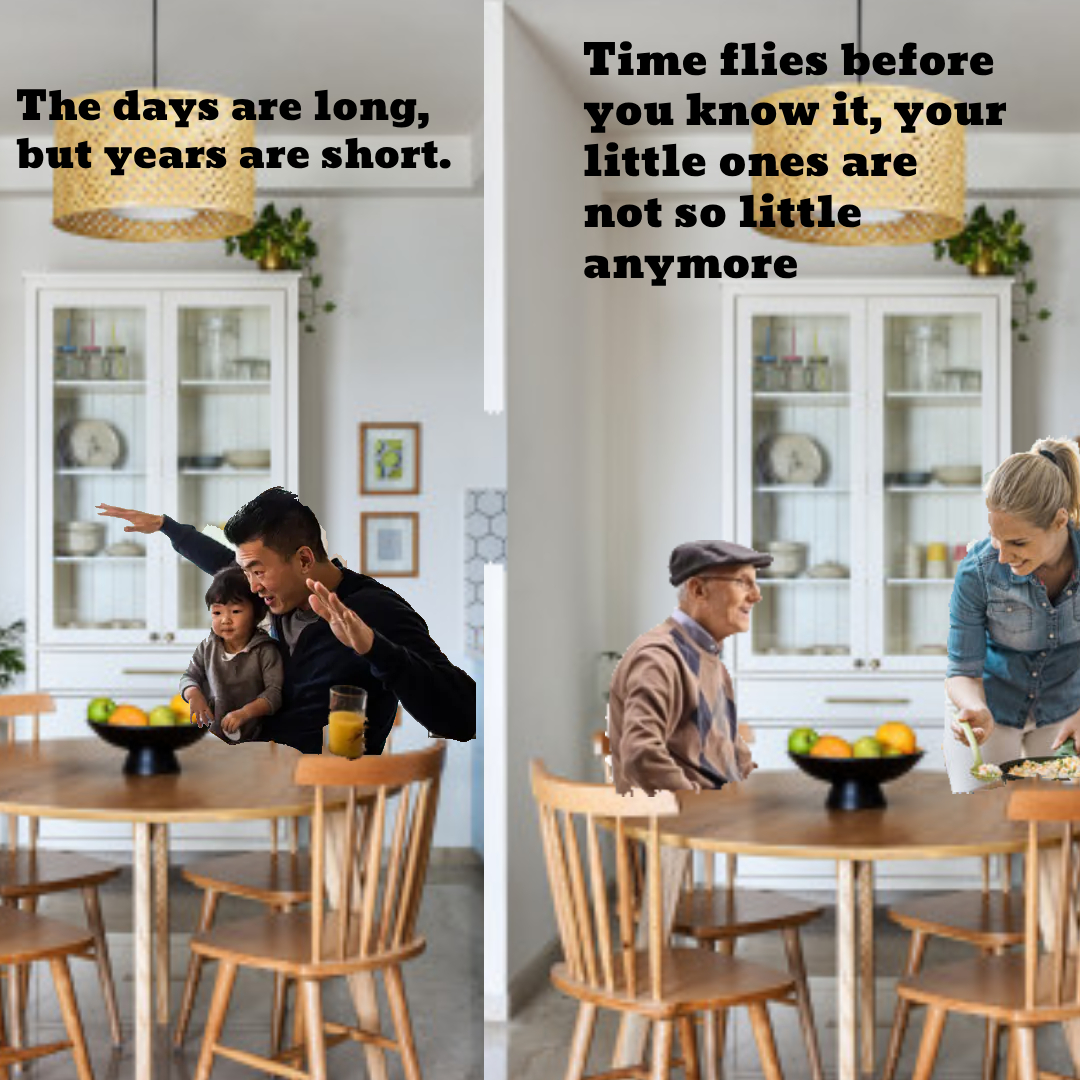 The days are long,
but years are short.
Time flies before
you know it, your
little ones are
not so little
anymore